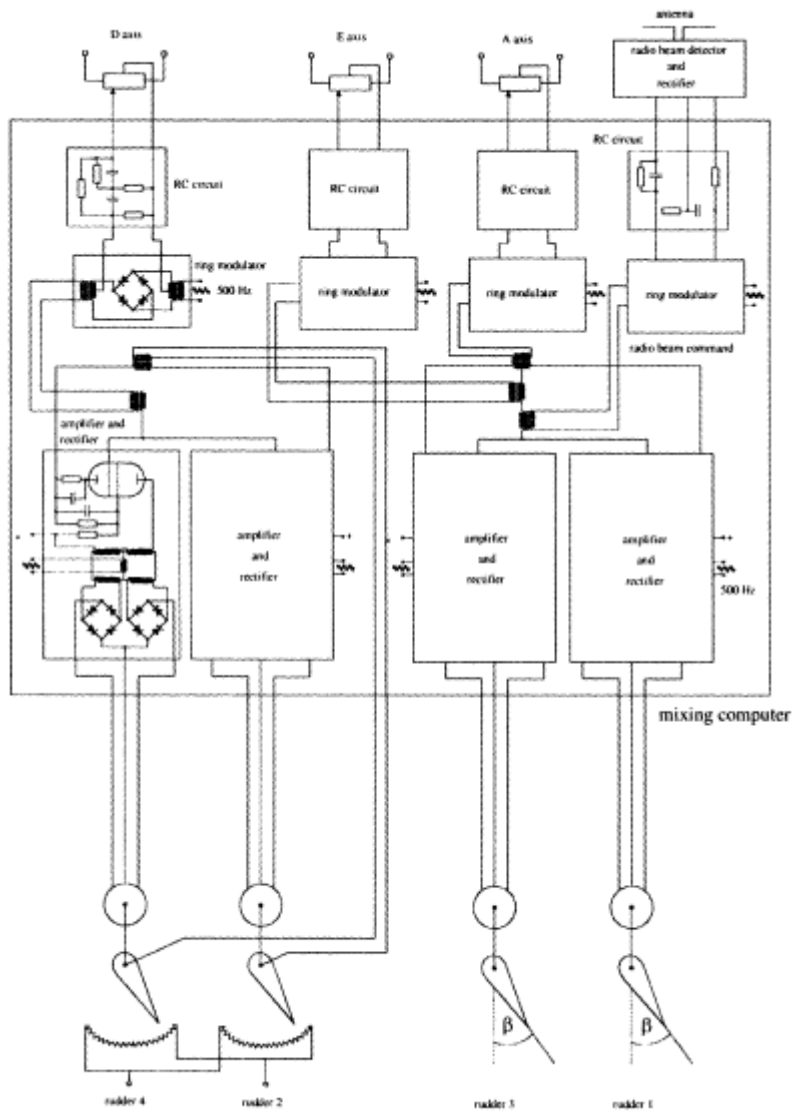 antenna
D axis
E axis
A axis
radio beam detector
and
rectifier
RC circuit
RC circuit
RC circuit
RC circuit
ring modulator
500 Hz
ring modulator
ring modulator
ring modulator
radio beam command
amplifier and
rectifier
amplifier
and
rectifier
amplifier
and
rectifier
amplifier
and
rectifier
500 Hz
mixing computer
β
β
rudder 4
rudder 2
rudder 3
rudder 1